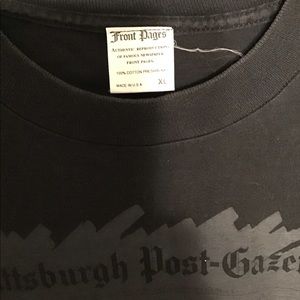 Front Pages
AUTHENTIC REPRODUCTION
OF FAMOUS NEWSPAPER
FRONT PAGES
100% COTTON PRESHRUNK
MADE IN U.S.A. XL
ttsburgh Post-Gazet